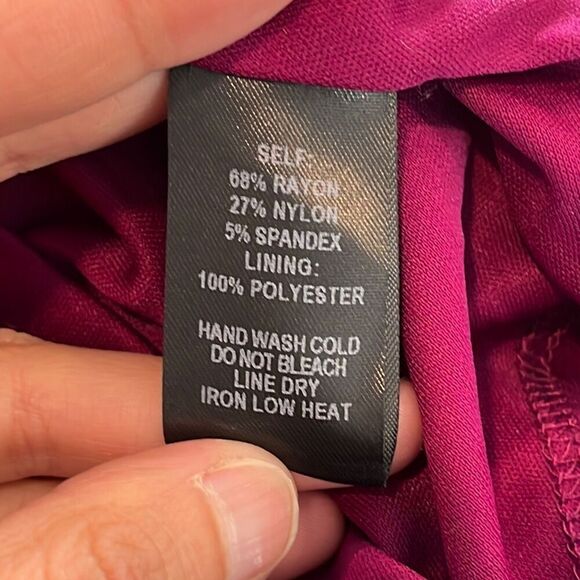 SELF:
68% RAYON
27% NYLON
5% SPANDEX
LINING:
100% POLYESTER
HAND WASH COLD
DO NOT BLEACH
LINE DRY
IRON LOW HEAT